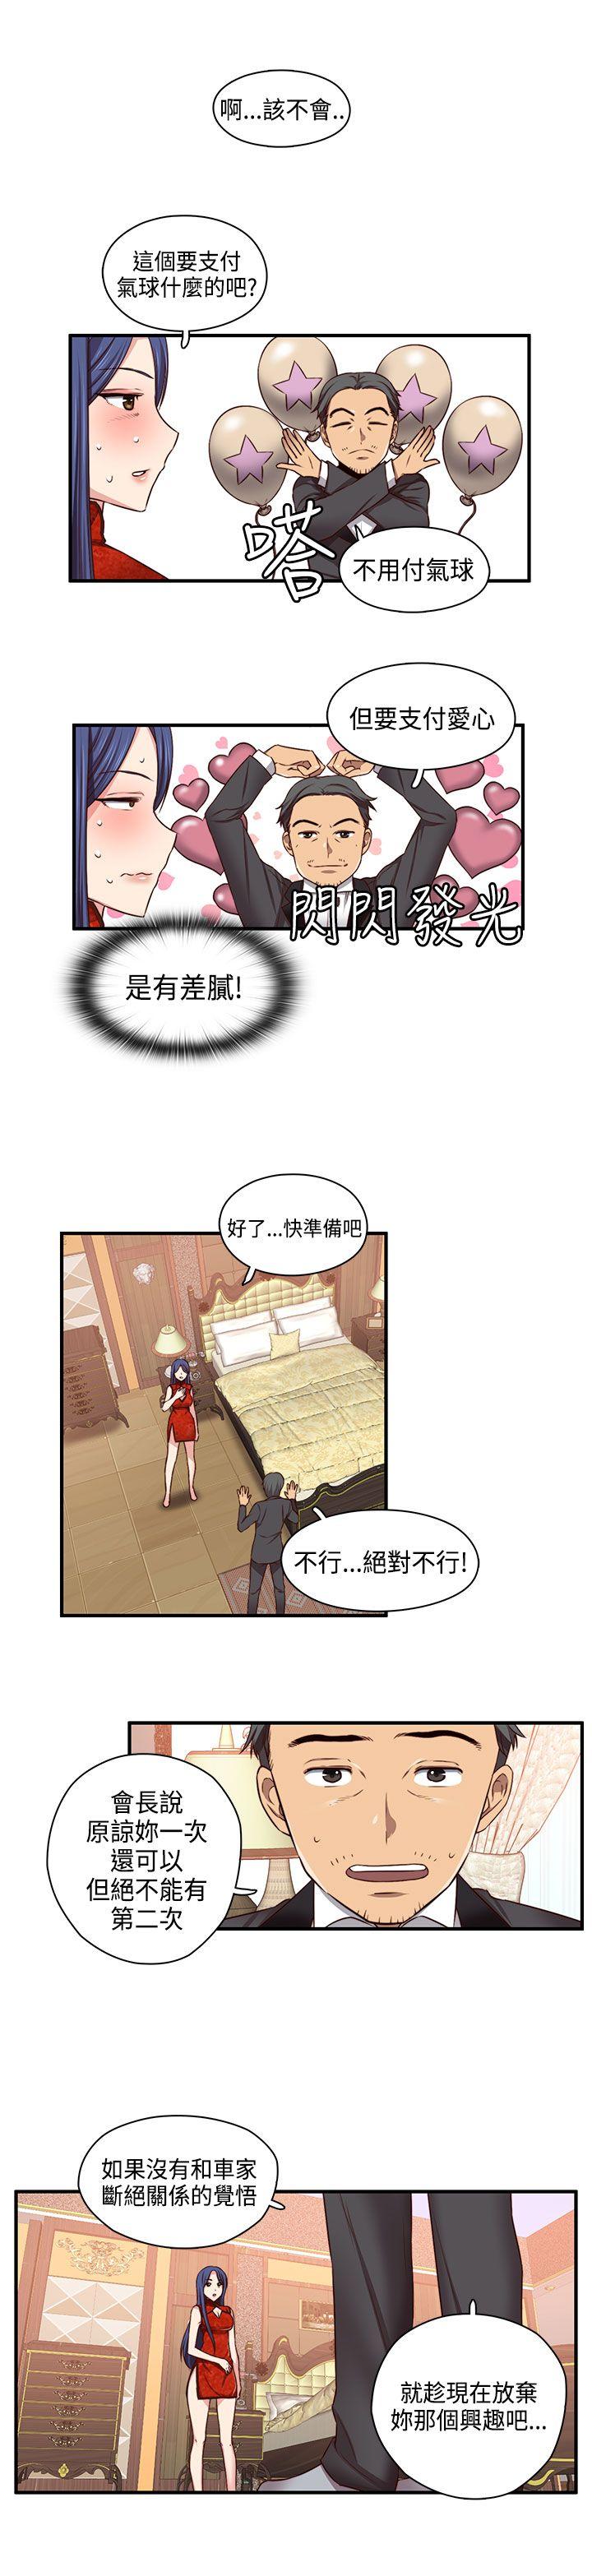 啊...該不會..
這個要支付
氣球什麼的吧?
嗒
不用付氣球
但要支付愛心
閃閃發光
是有差膩!
好了...快準備吧
不行...絕對不行!
會長說
原諒妳一次
還可以
但絕不能有
第二次
如果沒有和車家
斷絕關係的覺悟
就趁現在放棄
妳那個興趣吧...